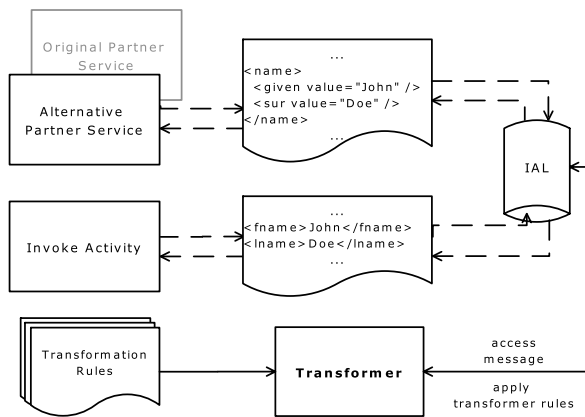 Original Partner
Service
Alternative
Partner Service
...
<name>
<given value="John" />
<sur value="Doe" />
</name>
...
IAL
Invoke Activity
...
<fname>John</fname>
<lname>Doe</lname>
...
Transformation
Rules
Transformer
access
message
apply
transformer rules